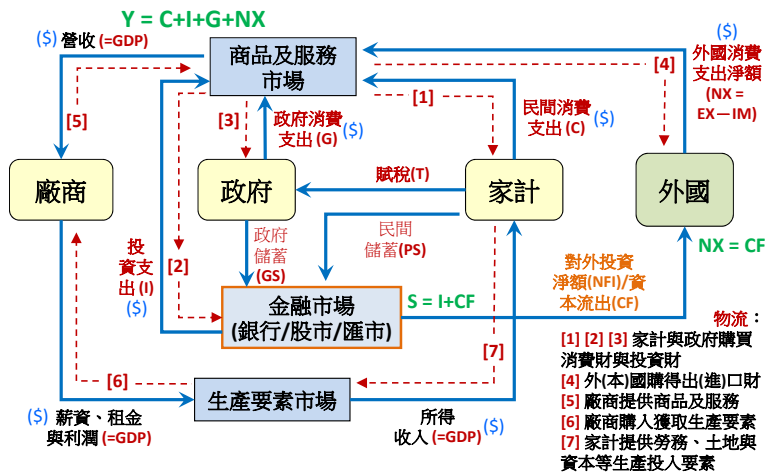 Y = C+I+G+NX
($) 營收 (=GDP)
商品及服務
市場
($)
外國消費
支出淨額
(NX =
EX—IM)
[4]
[1]
[5]
[3]
政府消費
支出(G)
($)
民間消費
支出(C)
($)
廠商
政府
賦稅(T)
家計
外國
投
資支
出(I)
($)
[2]
政府
儲蓄
(GS)
民間
儲蓄(PS)
NX = CF
金融市場
(銀行/股市/匯市)
S = I+CF
對外投資
淨額(NFI)/資
本流出(CF)
[7]
[6]
生產要素市場
($) 薪資、租金
與利潤(=GDP)
所得
收入(=GDP)
($)
物流：
[1] [2] [3] 家計與政府購買
消費財與投資財
[4] 外(本)國購得出(進)口財
[5] 廠商提供商品及服務
[6] 廠商購入獲取生產要素
[7] 家計提供勞務、土地與
資本等生產投入要素